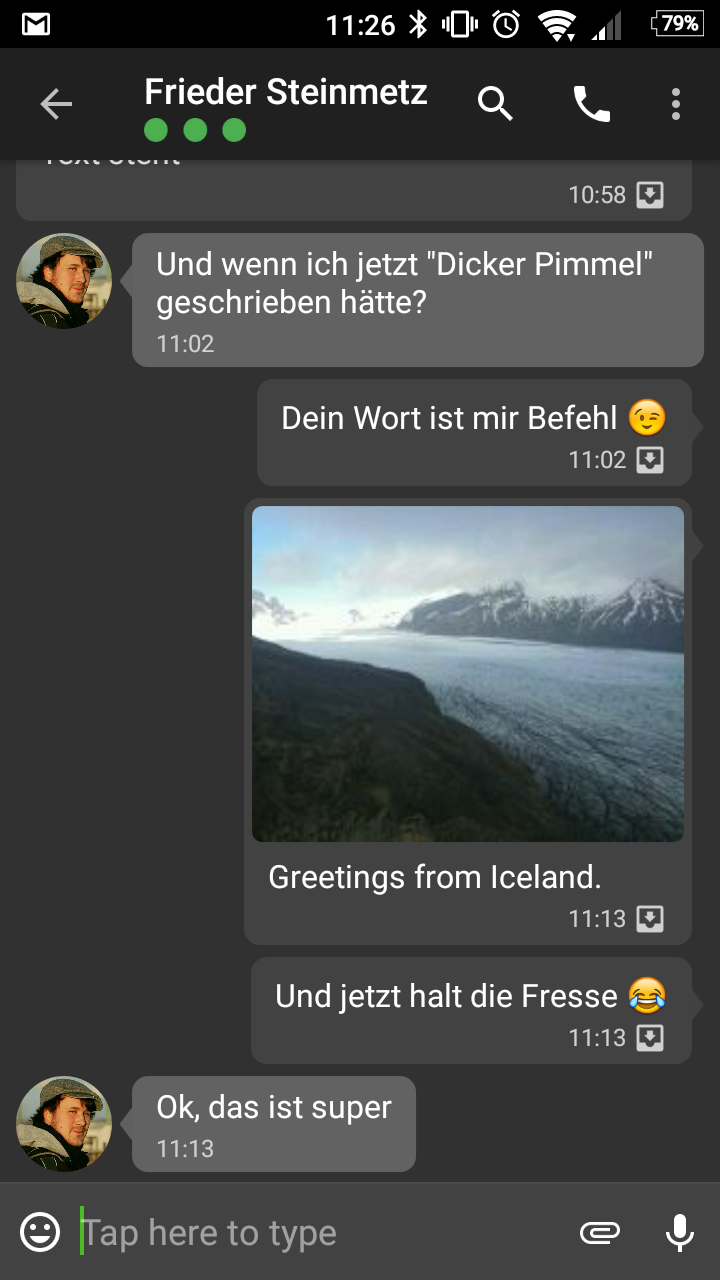 11:26
79%
Frieder Steinmetz
10:58
Und wenn ich jetzt "Dicker Pimmel"
geschrieben hätte?
11:02
Dein Wort ist mir Befehl 😉
11:02
Greetings from Iceland.
11:13
Und jetzt halt die Fresse 😂
11:13
Ok, das ist super
11:13
Tap here to type